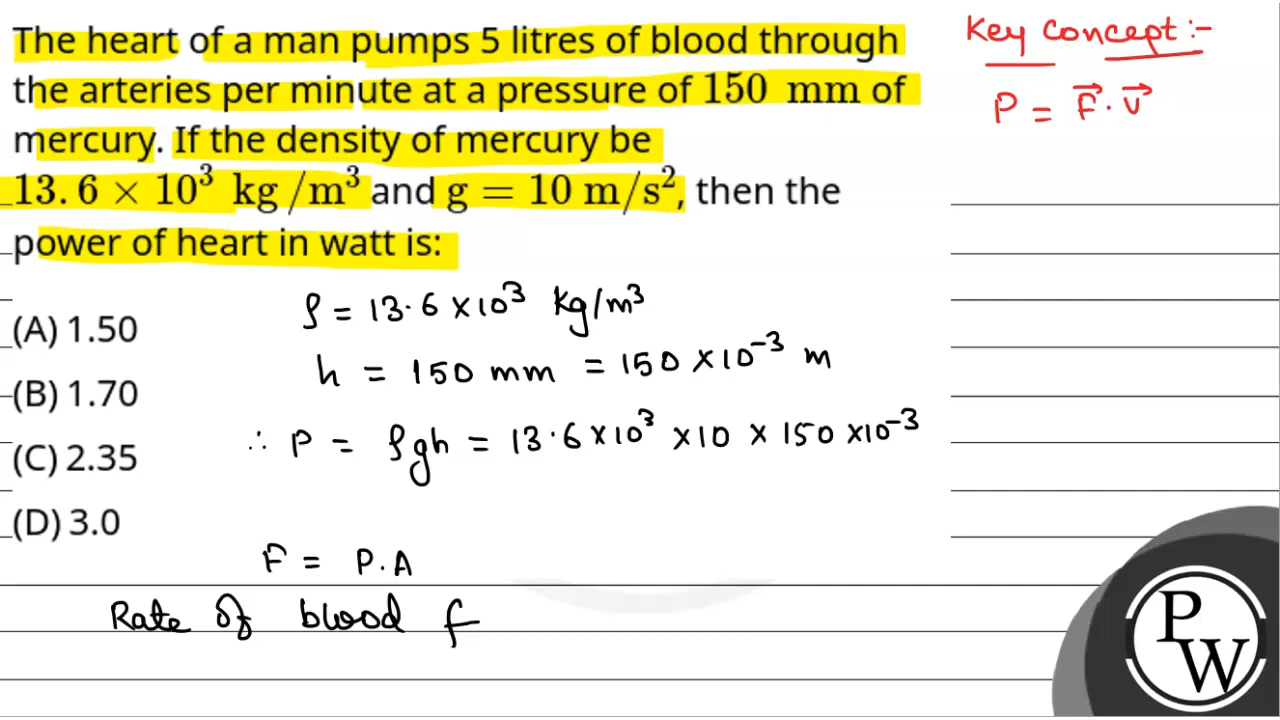 The heart of a man pumps 5 litres of blood through
the arteries per minute at a pressure of 150 mm of
mercury. If the density of mercury be
13.6 × 10³ kg/m³ and g = 10 m/s², then the
power of heart in watt is:
(A) 1.50
(B) 1.70
(C) 2.35
(D) 3.0
Key Concept :-
P = F⃗ · v⃗
ρ = 13.6 × 10³ kg/m³
h = 150 mm = 150 × 10⁻³ m
∴ P = ρgh = 13.6 × 10³ × 10 × 150 × 10⁻³
F = P.A
Rate of blood f
P
W